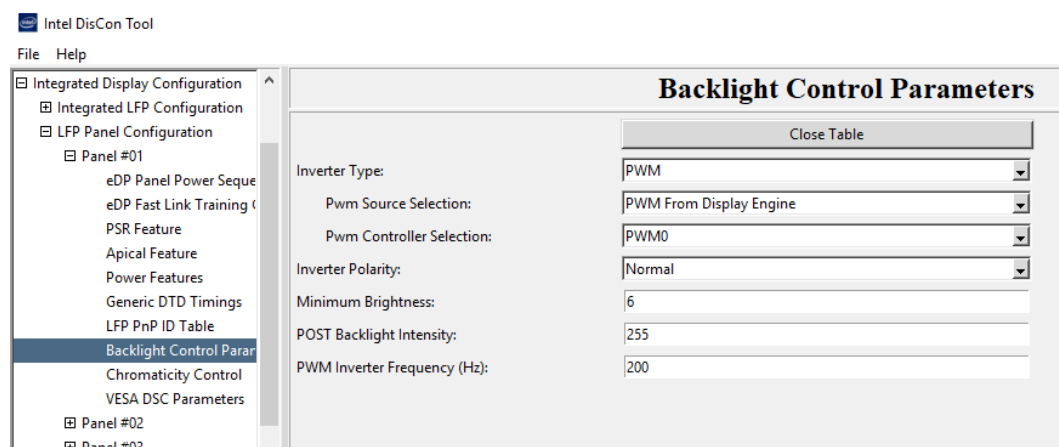 Intel DisCon Tool
File Help
Integrated Display Configuration
Integrated LFP Configuration
LFP Panel Configuration
Panel #01
eDP Panel Power Seque
eDP Fast Link Training
PSR Feature
Apical Feature
Power Features
Generic DTD Timings
LFP PnP ID Table
Backlight Control Parar
Chromaticity Control
VESA DSC Parameters
Panel #02
Panel #03
Backlight Control Parameters
Close Table
Inverter Type: PWM
Pwm Source Selection: PWM From Display Engine
Pwm Controller Selection: PWM0
Inverter Polarity: Normal
Minimum Brightness: 6
POST Backlight Intensity: 255
PWM Inverter Frequency (Hz): 200